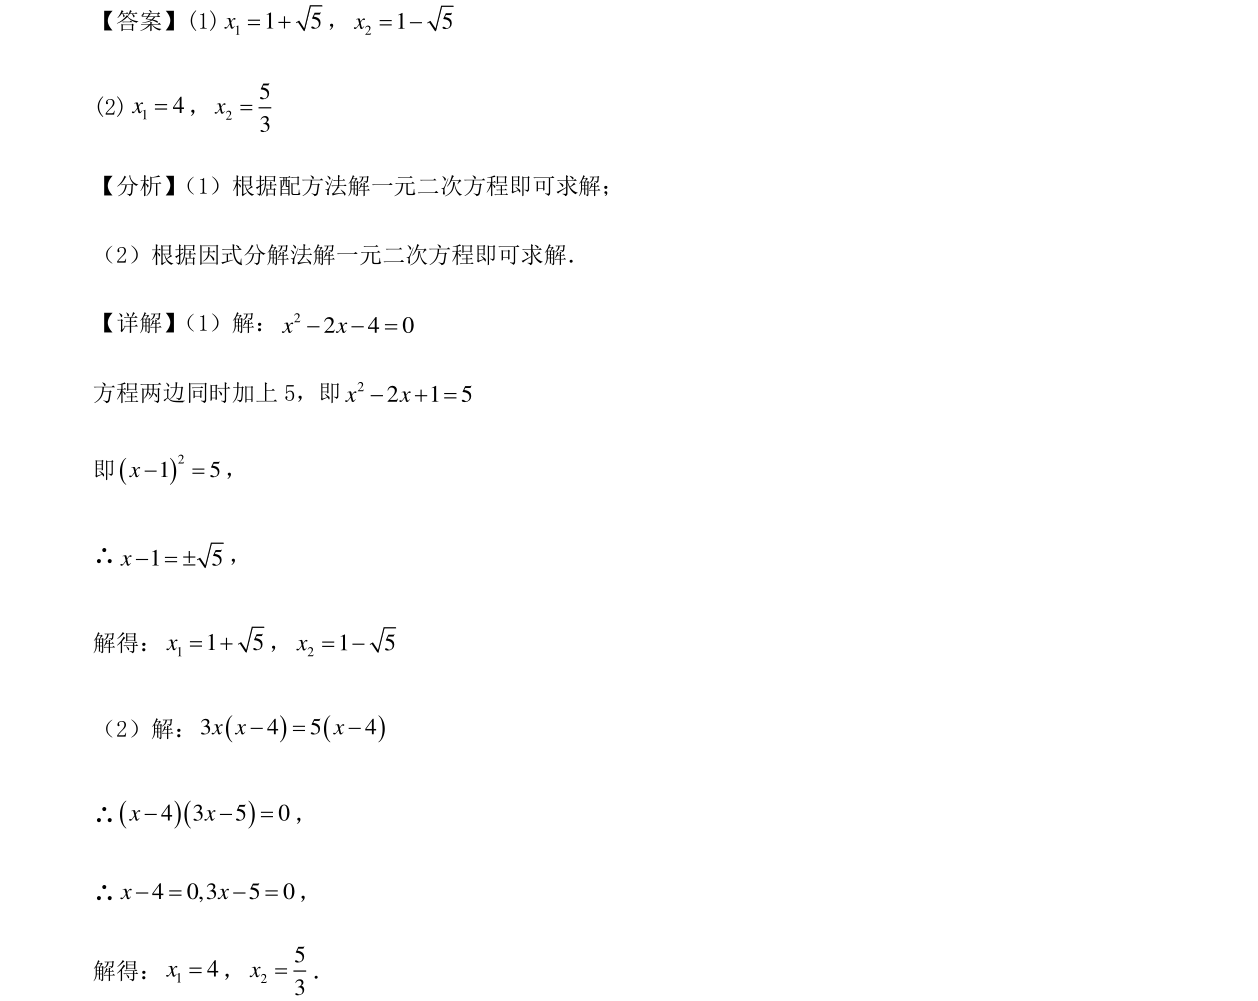 【答案】(1) x₁ = 1 + √5， x₂ = 1 − √5
(2) x₁ = 4， x₂ = 5/3
【分析】（1）根据配方法解一元二次方程即可求解；
（2）根据因式分解法解一元二次方程即可求解．
【详解】（1）解： x² − 2x − 4 = 0
方程两边同时加上 5，即 x² − 2x + 1 = 5
即 (x − 1)² = 5，
∴ x − 1 = ±√5，
解得： x₁ = 1 + √5， x₂ = 1 − √5
（2）解： 3x(x − 4) = 5(x − 4)
∴ (x − 4)(3x − 5) = 0，
∴ x − 4 = 0, 3x − 5 = 0，
解得： x₁ = 4， x₂ = 5/3．